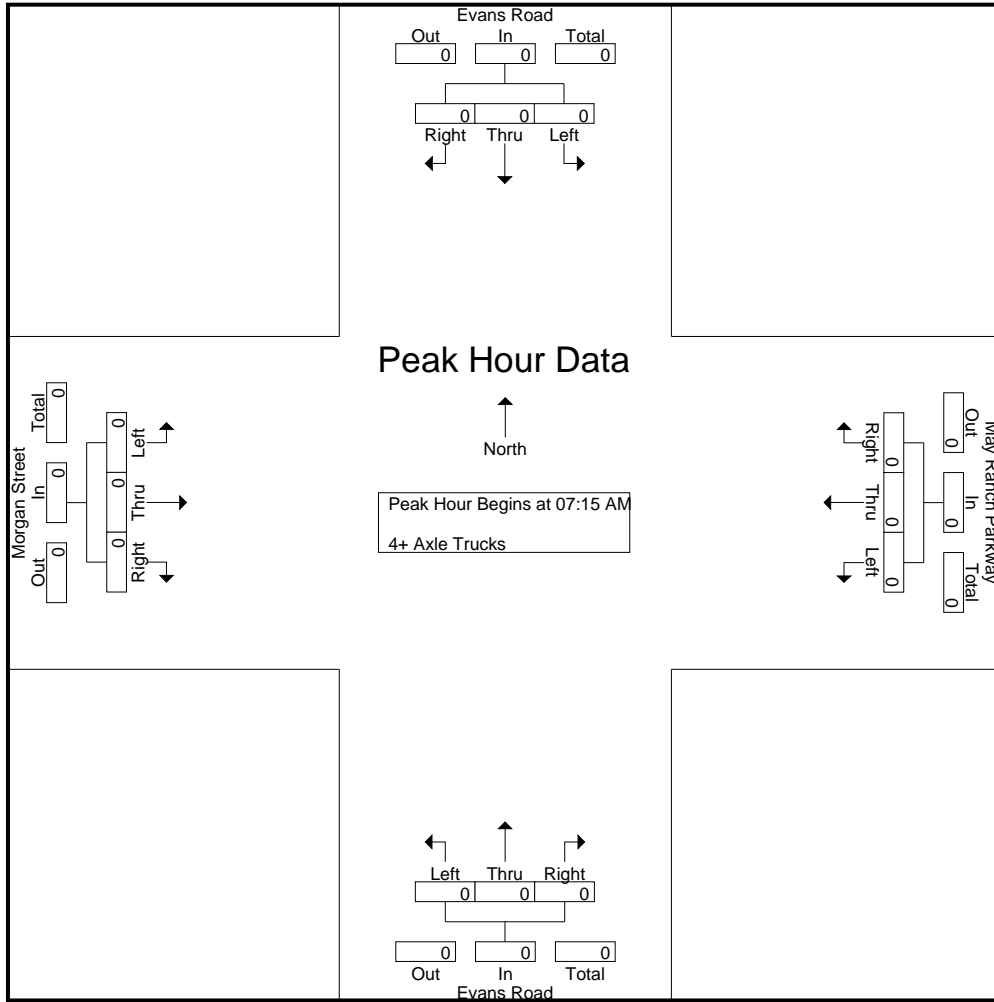 Evans Road
Out In Total
0 0 0
0 0 0
Right Thru Left
Peak Hour Data
North
Peak Hour Begins at 07:15 AM
4+ Axle Trucks
Morgan Street
Out In Total
0 0 0
Right Thru Left
0 0 0
May Ranch Parkway
Out In Total
0 0 0
Right Thru Left
0 0 0
Left Thru Right
0 0 0
0 0 0
Out In Total
Evans Road